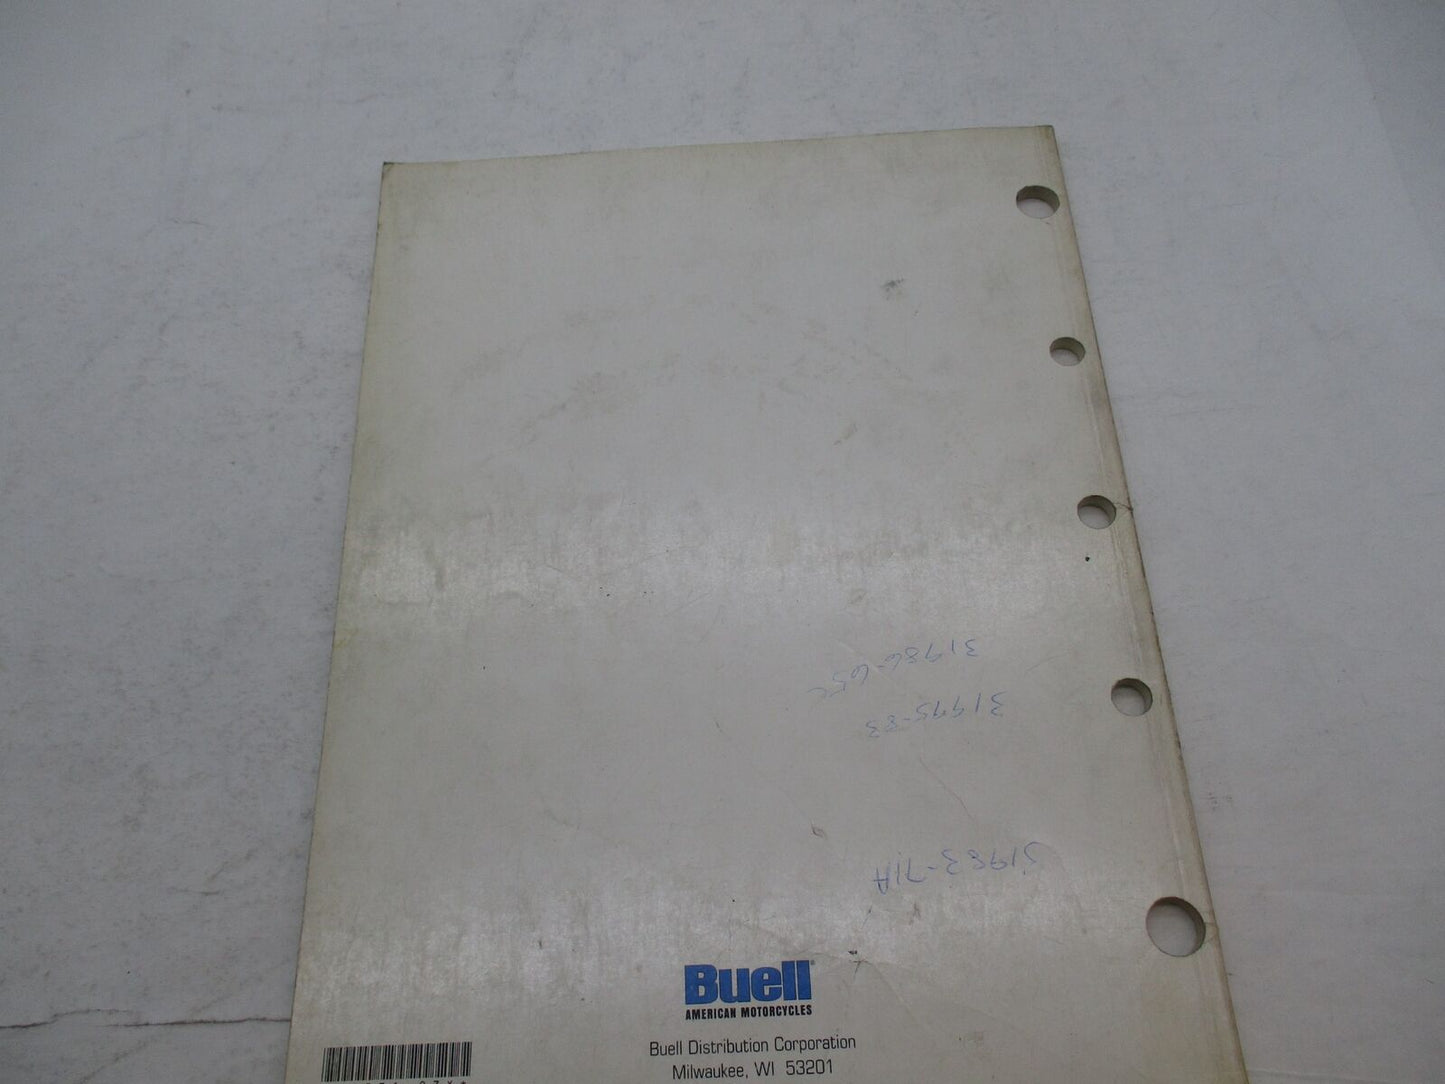 31986-65C
31995-83
31983-71A
Buell
AMERICAN MOTORCYCLES
Buell Distribution Corporation
Milwaukee, WI 53201